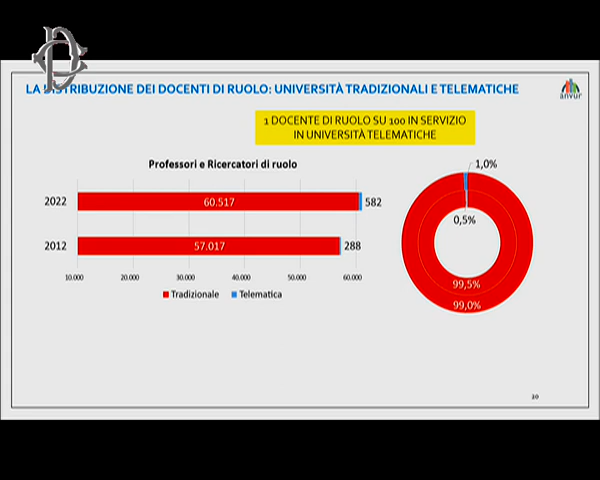 LA DISTRIBUZIONE DEI DOCENTI DI RUOLO: UNIVERSITÀ TRADIZIONALI E TELEMATICHE
anvur
1 DOCENTE DI RUOLO SU 100 IN SERVIZIO
IN UNIVERSITÀ TELEMATICHE
Professori e Ricercatori di ruolo
2022
60.517
582
2012
57.017
288
10.000 20.000 30.000 40.000 50.000 60.000
Tradizionale Telematica
1,0%
0,5%
99,5%
99,0%
20